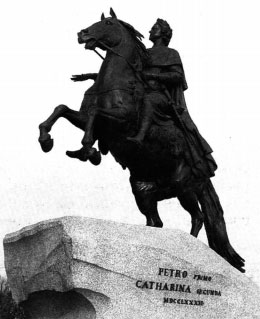 PETRO PRIMO
CATHARINA SECUNDA
MDCCLXXXII